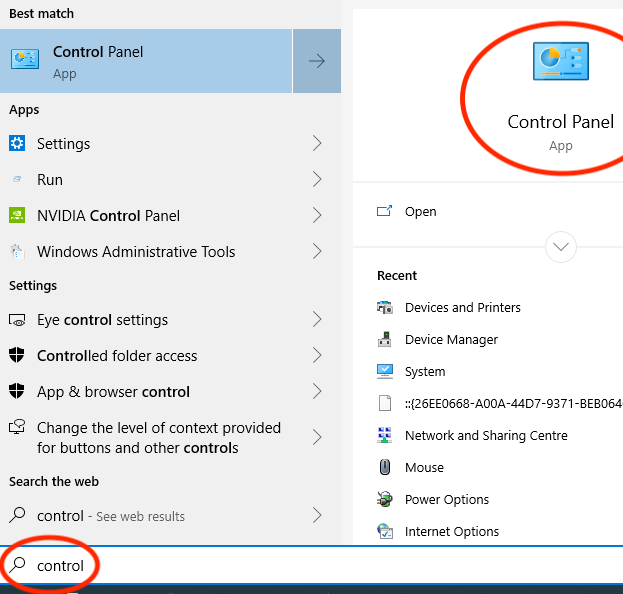 Best match
Control Panel
App
Apps
Settings
Run
NVIDIA Control Panel
Windows Administrative Tools
Settings
Eye control settings
Controlled folder access
App & browser control
Change the level of context provided
for buttons and other controls
Search the web
control - See web results
control
Control Panel
App
Open
Recent
Devices and Printers
Device Manager
System
::{26EE0668-A00A-44D7-9371-BEB064
Network and Sharing Centre
Mouse
Power Options
Internet Options